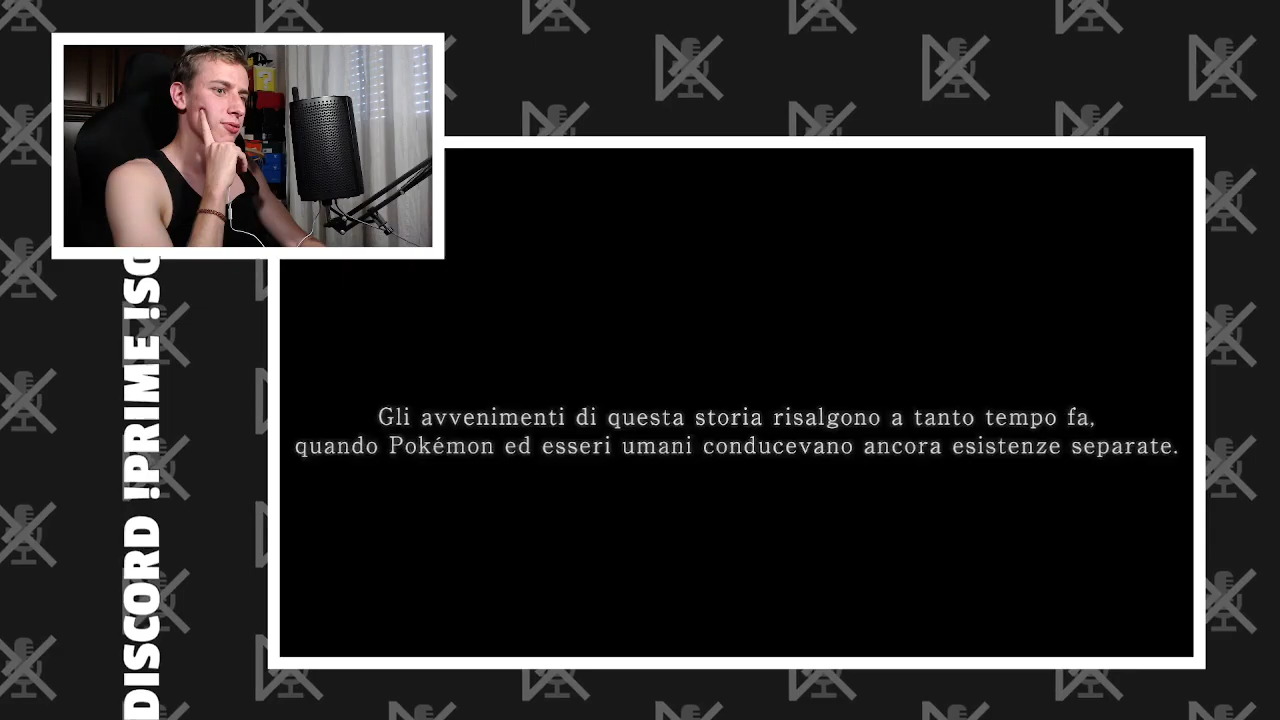 Gli avvenimenti di questa storia risalgono a tanto tempo fa,
quando Pokémon ed esseri umani conducevano ancora esistenze separate.
DISCORD !PRIME !SO